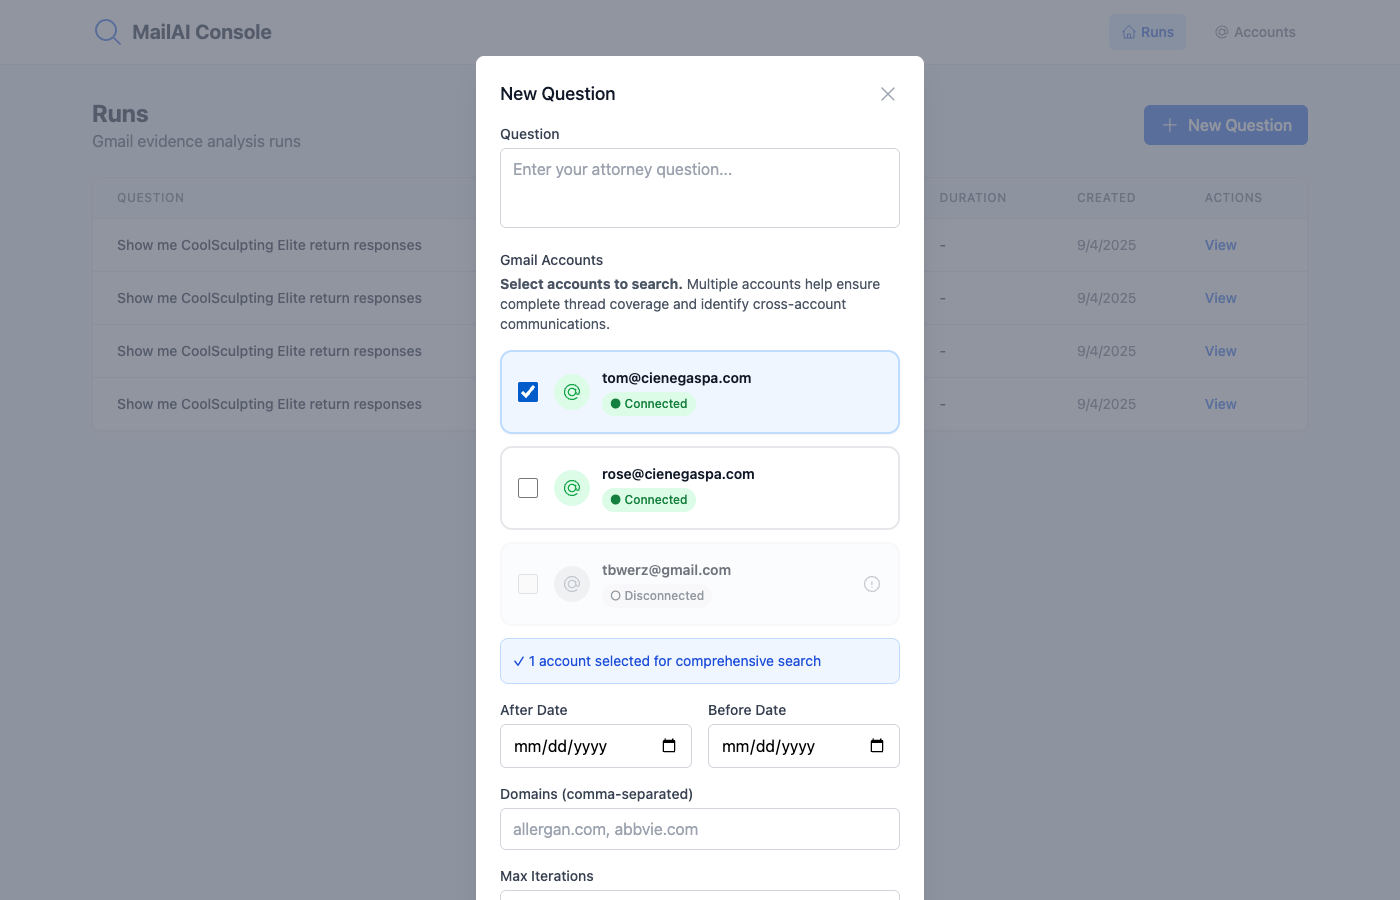 MailAI Console
Runs
Accounts
Runs
Gmail evidence analysis runs
New Question
QUESTION
DURATION
CREATED
ACTIONS
Show me CoolSculpting Elite return responses
-
9/4/2025
View
Show me CoolSculpting Elite return responses
-
9/4/2025
View
Show me CoolSculpting Elite return responses
-
9/4/2025
View
Show me CoolSculpting Elite return responses
-
9/4/2025
View
New Question
Question
Enter your attorney question...
Gmail Accounts
Select accounts to search. Multiple accounts help ensure
complete thread coverage and identify cross-account
communications.
tom@cienegaspa.com
Connected
rose@cienegaspa.com
Connected
tbwerz@gmail.com
Disconnected
✓ 1 account selected for comprehensive search
After Date
Before Date
mm/dd/yyyy
mm/dd/yyyy
Domains (comma-separated)
allergan.com, abbvie.com
Max Iterations